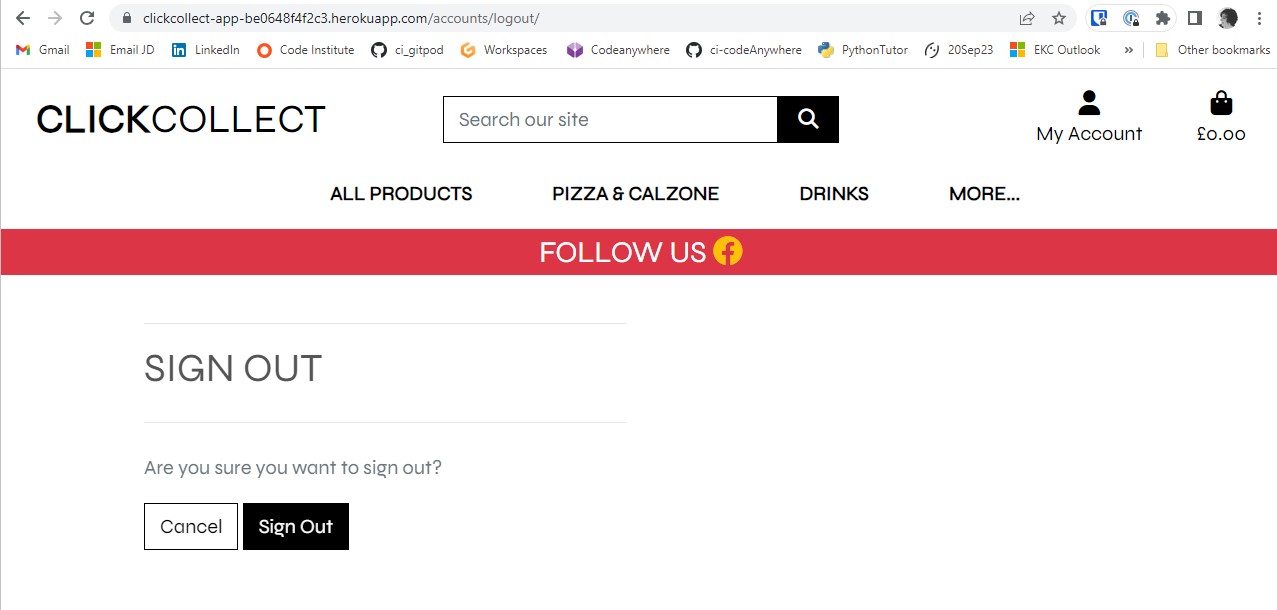 clickcollect-app-be0648f4f2c3.herokuapp.com/accounts/logout/
Gmail Email JD LinkedIn Code Institute ci_gitpod Workspaces Codeanywhere ci-codeAnywhere PythonTutor 20Sep23 EKC Outlook » Other bookmarks
CLICKCOLLECT
Search our site
My Account
£0.00
ALL PRODUCTS PIZZA & CALZONE DRINKS MORE...
FOLLOW US
SIGN OUT
Are you sure you want to sign out?
Cancel Sign Out